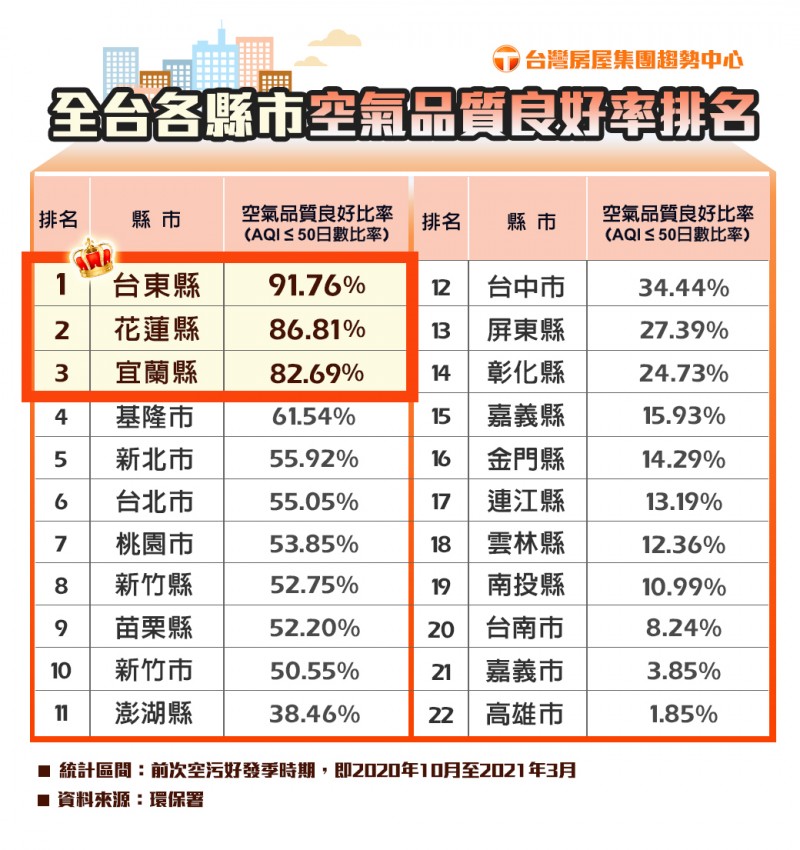 台灣房屋集團趨勢中心
全台各縣市空氣品質良好率排名
排名 縣市 空氣品質良好比率 (AQI≦50日數比率) 排名 縣市 空氣品質良好比率 (AQI≦50日數比率)
1 台東縣 91.76% 12 台中市 34.44%
2 花蓮縣 86.81% 13 屏東縣 27.39%
3 宜蘭縣 82.69% 14 彰化縣 24.73%
4 基隆市 61.54% 15 嘉義縣 15.93%
5 新北市 55.92% 16 金門縣 14.29%
6 台北市 55.05% 17 連江縣 13.19%
7 桃園市 53.85% 18 雲林縣 12.36%
8 新竹縣 52.75% 19 南投縣 10.99%
9 苗栗縣 52.20% 20 台南市 8.24%
10 新竹市 50.55% 21 嘉義市 3.85%
11 澎湖縣 38.46% 22 高雄市 1.85%
■ 統計區間：前次空污好發季時期，即2020年10月至2021年3月
■ 資料來源：環保署